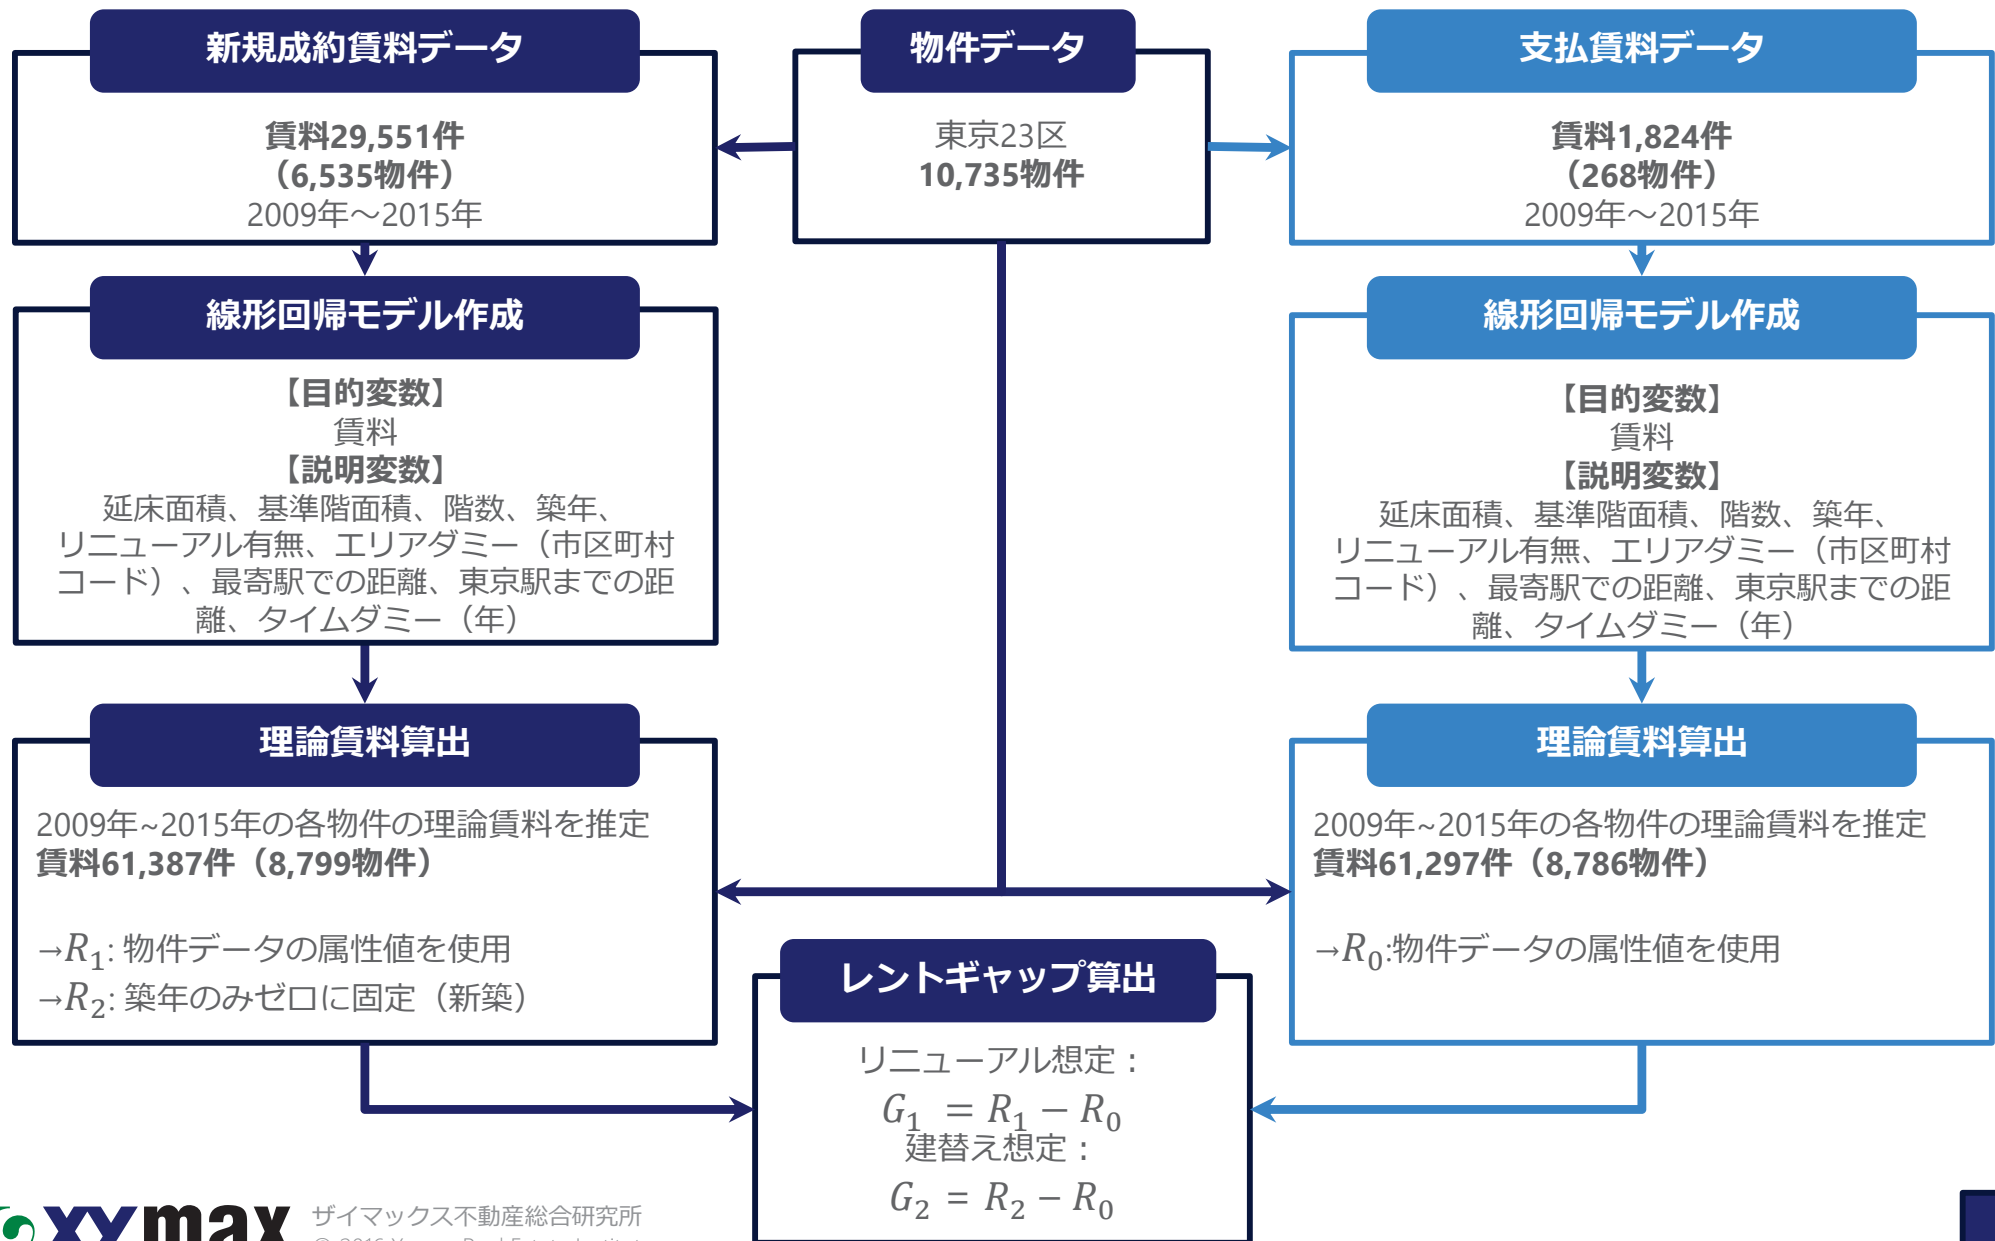 新規成約賃料データ
賃料29,551件
（6,535物件）
2009年～2015年
物件データ
東京23区
10,735物件
支払賃料データ
賃料1,824件
（268物件）
2009年～2015年
線形回帰モデル作成
【目的変数】
賃料
【説明変数】
延床面積、基準階面積、階数、築年、
リニューアル有無、エリアダミー（市区町村
コード）、最寄駅での距離、東京駅までの距
離、タイムダミー（年）
線形回帰モデル作成
【目的変数】
賃料
【説明変数】
延床面積、基準階面積、階数、築年、
リニューアル有無、エリアダミー（市区町村
コード）、最寄駅での距離、東京駅までの距
離、タイムダミー（年）
理論賃料算出
2009年~2015年の各物件の理論賃料を推定
賃料61,387件（8,799物件）
→R₁: 物件データの属性値を使用
→R₂: 築年のみゼロに固定（新築）
理論賃料算出
2009年~2015年の各物件の理論賃料を推定
賃料61,297件（8,786物件）
→R₀:物件データの属性値を使用
レントギャップ算出
リニューアル想定：
G₁ = R₁ − R₀
建替え想定：
G₂ = R₂ − R₀
xymax
ザイマックス不動産総合研究所